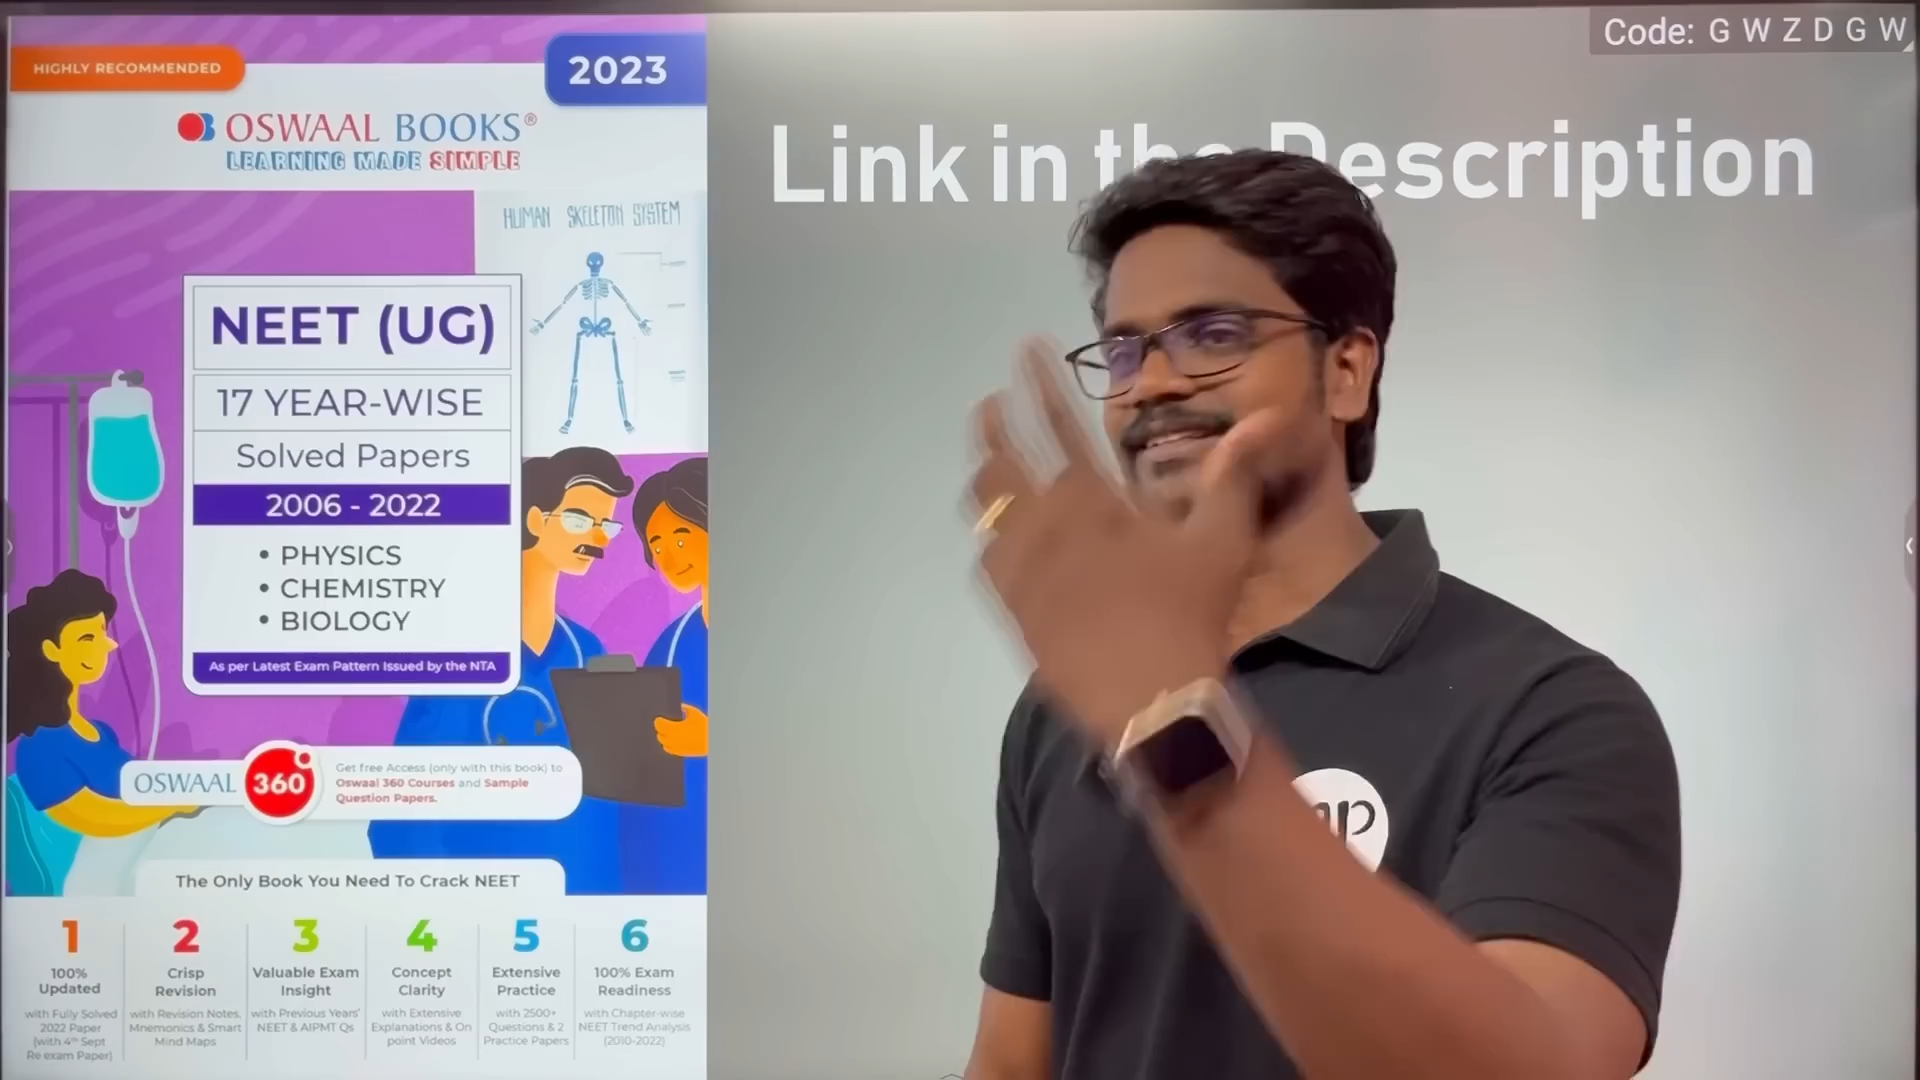 Code: G W Z D G W
HIGHLY RECOMMENDED
2023
OSWAAL BOOKS®
LEARNING MADE SIMPLE
Link in the Description
HUMAN SKELETON SYSTEM
NEET (UG)
17 YEAR-WISE
Solved Papers
2006 - 2022
• PHYSICS
• CHEMISTRY
• BIOLOGY
As per Latest Exam Pattern Issued by the NTA
OSWAAL 360
Get free Access (only with this book) to
Oswaal 360 Courses and Sample
Question Papers.
The Only Book You Need To Crack NEET
1
100%
Updated
with Fully Solved
2022 Paper
(with 4th Sept
Re exam Paper)
2
Crisp
Revision
with Revision Notes,
Mnemonics & Smart
Mind Maps
3
Valuable Exam
Insight
with Previous Years'
NEET & AIPMT Qs
4
Concept
Clarity
with Extensive
Explanations & On
point Videos
5
Extensive
Practice
with 2500+
Questions & 2
Practice Papers
6
100% Exam
Readiness
with Chapter-wise
NEET Trend Analysis
(2010-2022)